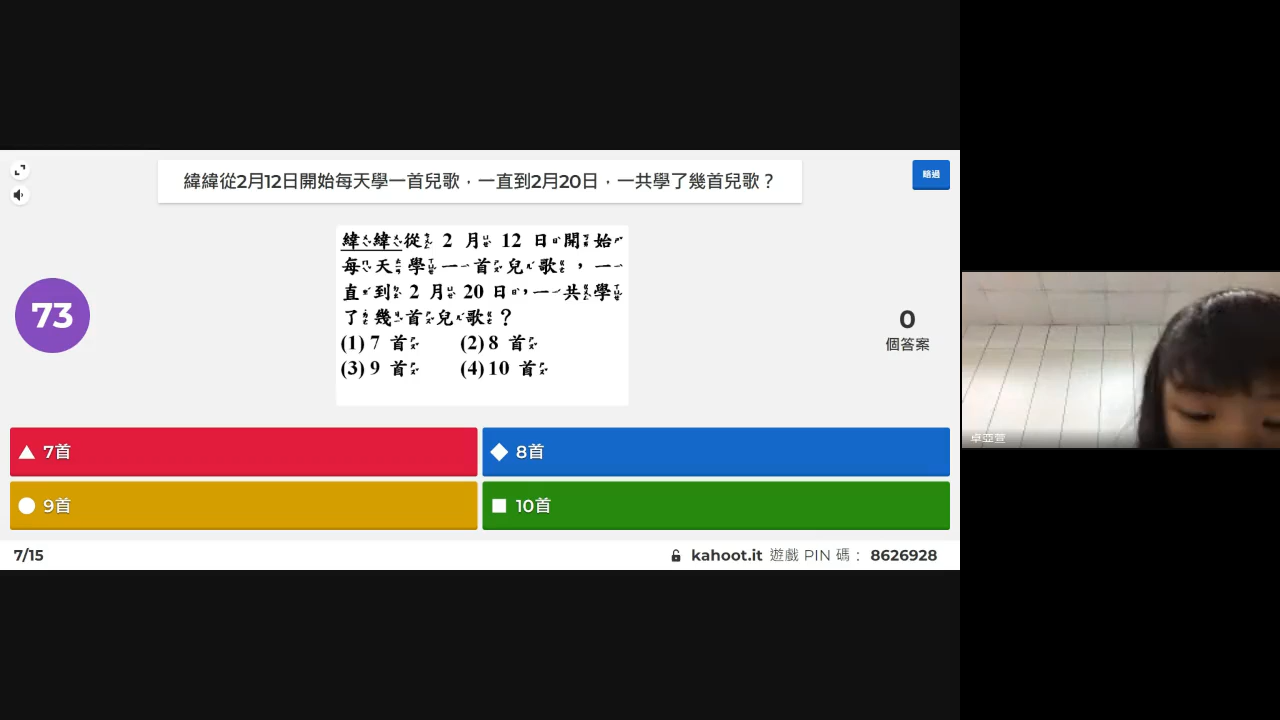 緯緯從2月12日開始每天學一首兒歌，一直到2月20日，一共學了幾首兒歌？
略過
緯緯從 2 月 12 日開始
每天學一首兒歌，一
直到 2 月 20 日，一共學
了幾首兒歌？
(1) 7 首 (2) 8 首
(3) 9 首 (4) 10 首
73
0
個答案
7首
8首
9首
10首
7/15
kahoot.it 遊戲 PIN 碼： 8626928
卓亞萱